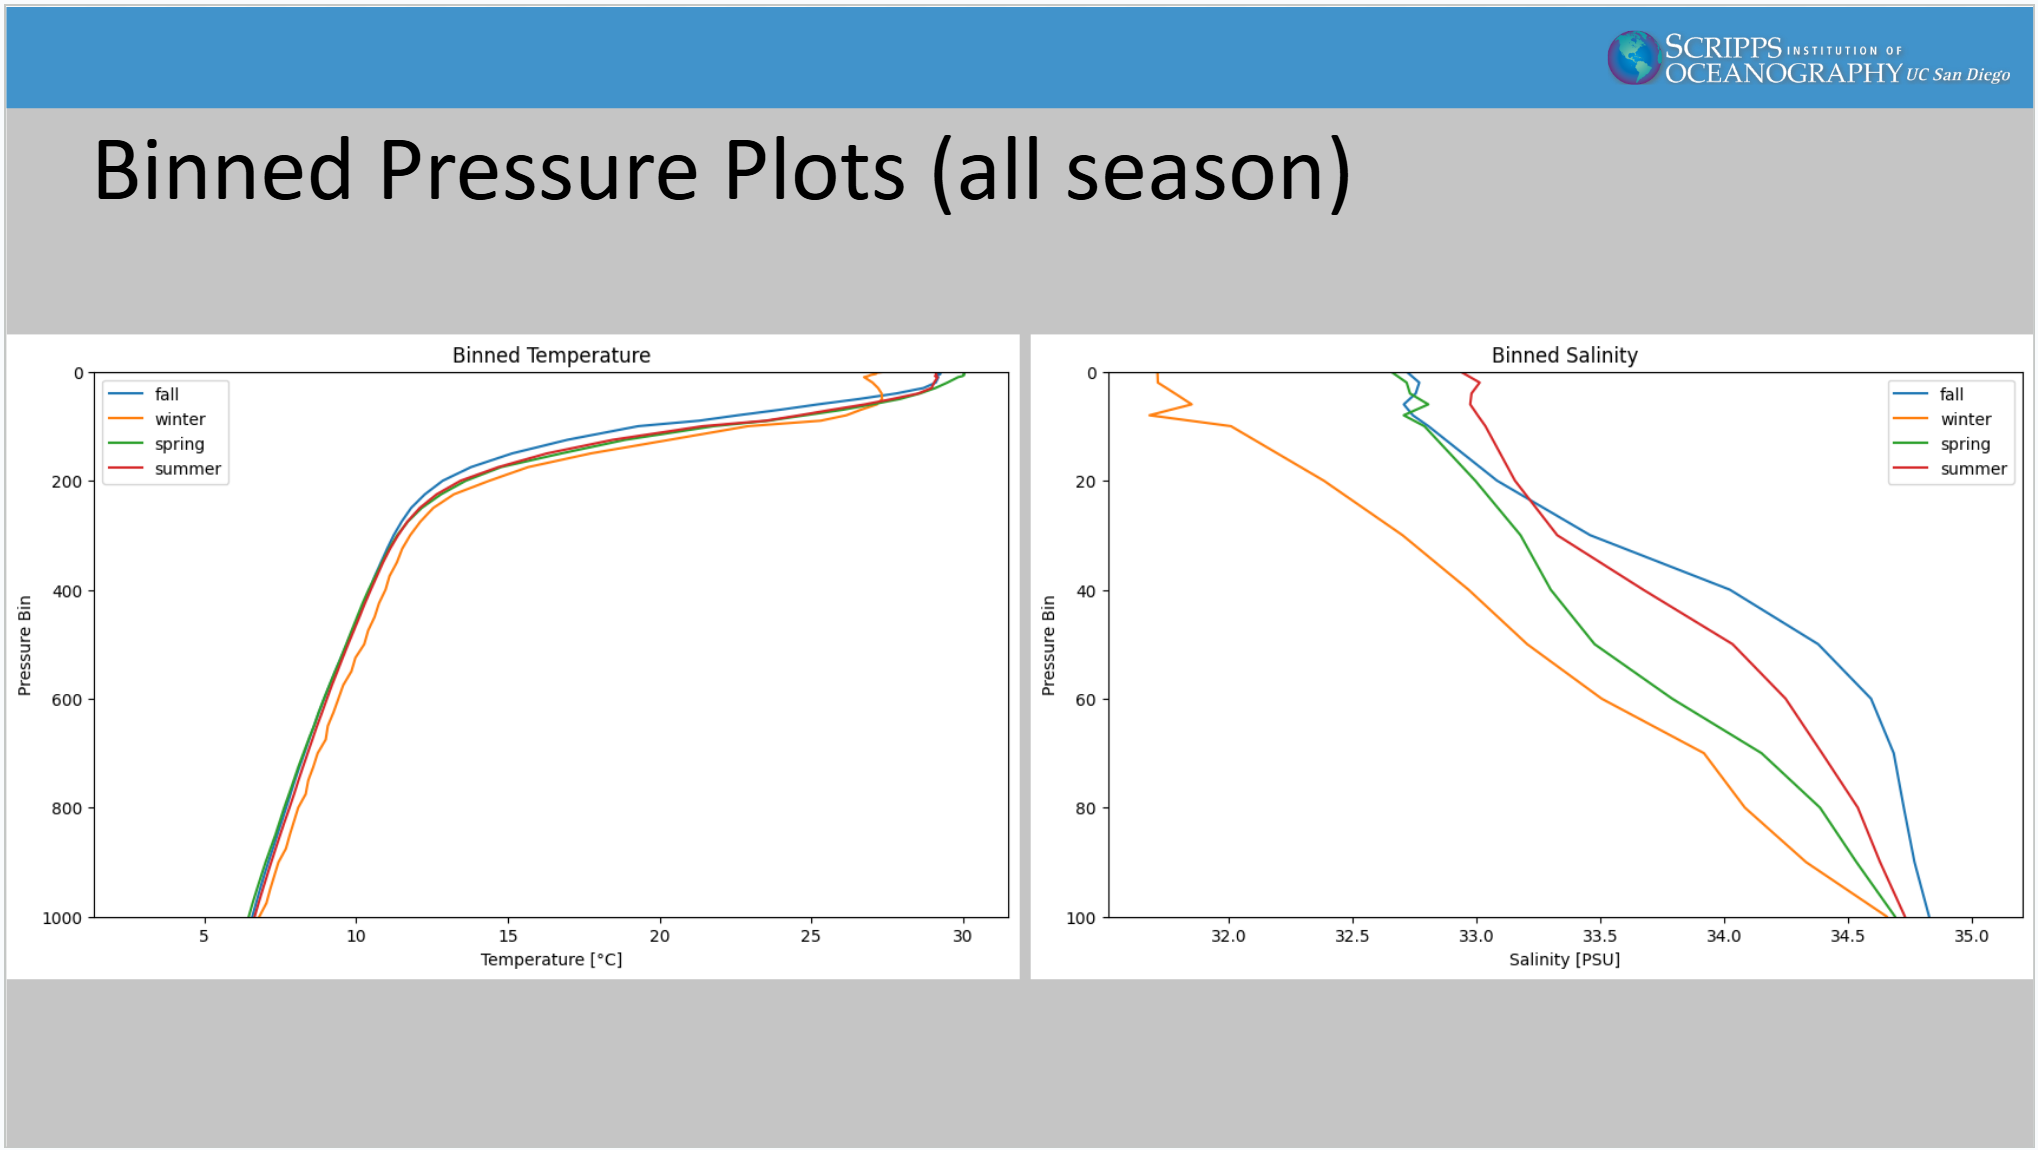 SCRIPPS INSTITUTION OF
OCEANOGRAPHY UC San Diego
Binned Pressure Plots (all season)
Binned Temperature
fall
winter
spring
summer
0
200
400
600
800
1000
Pressure Bin
5 10 15 20 25 30
Temperature [°C]
Binned Salinity
fall
winter
spring
summer
0
20
40
60
80
100
Pressure Bin
32.0 32.5 33.0 33.5 34.0 34.5 35.0
Salinity [PSU]